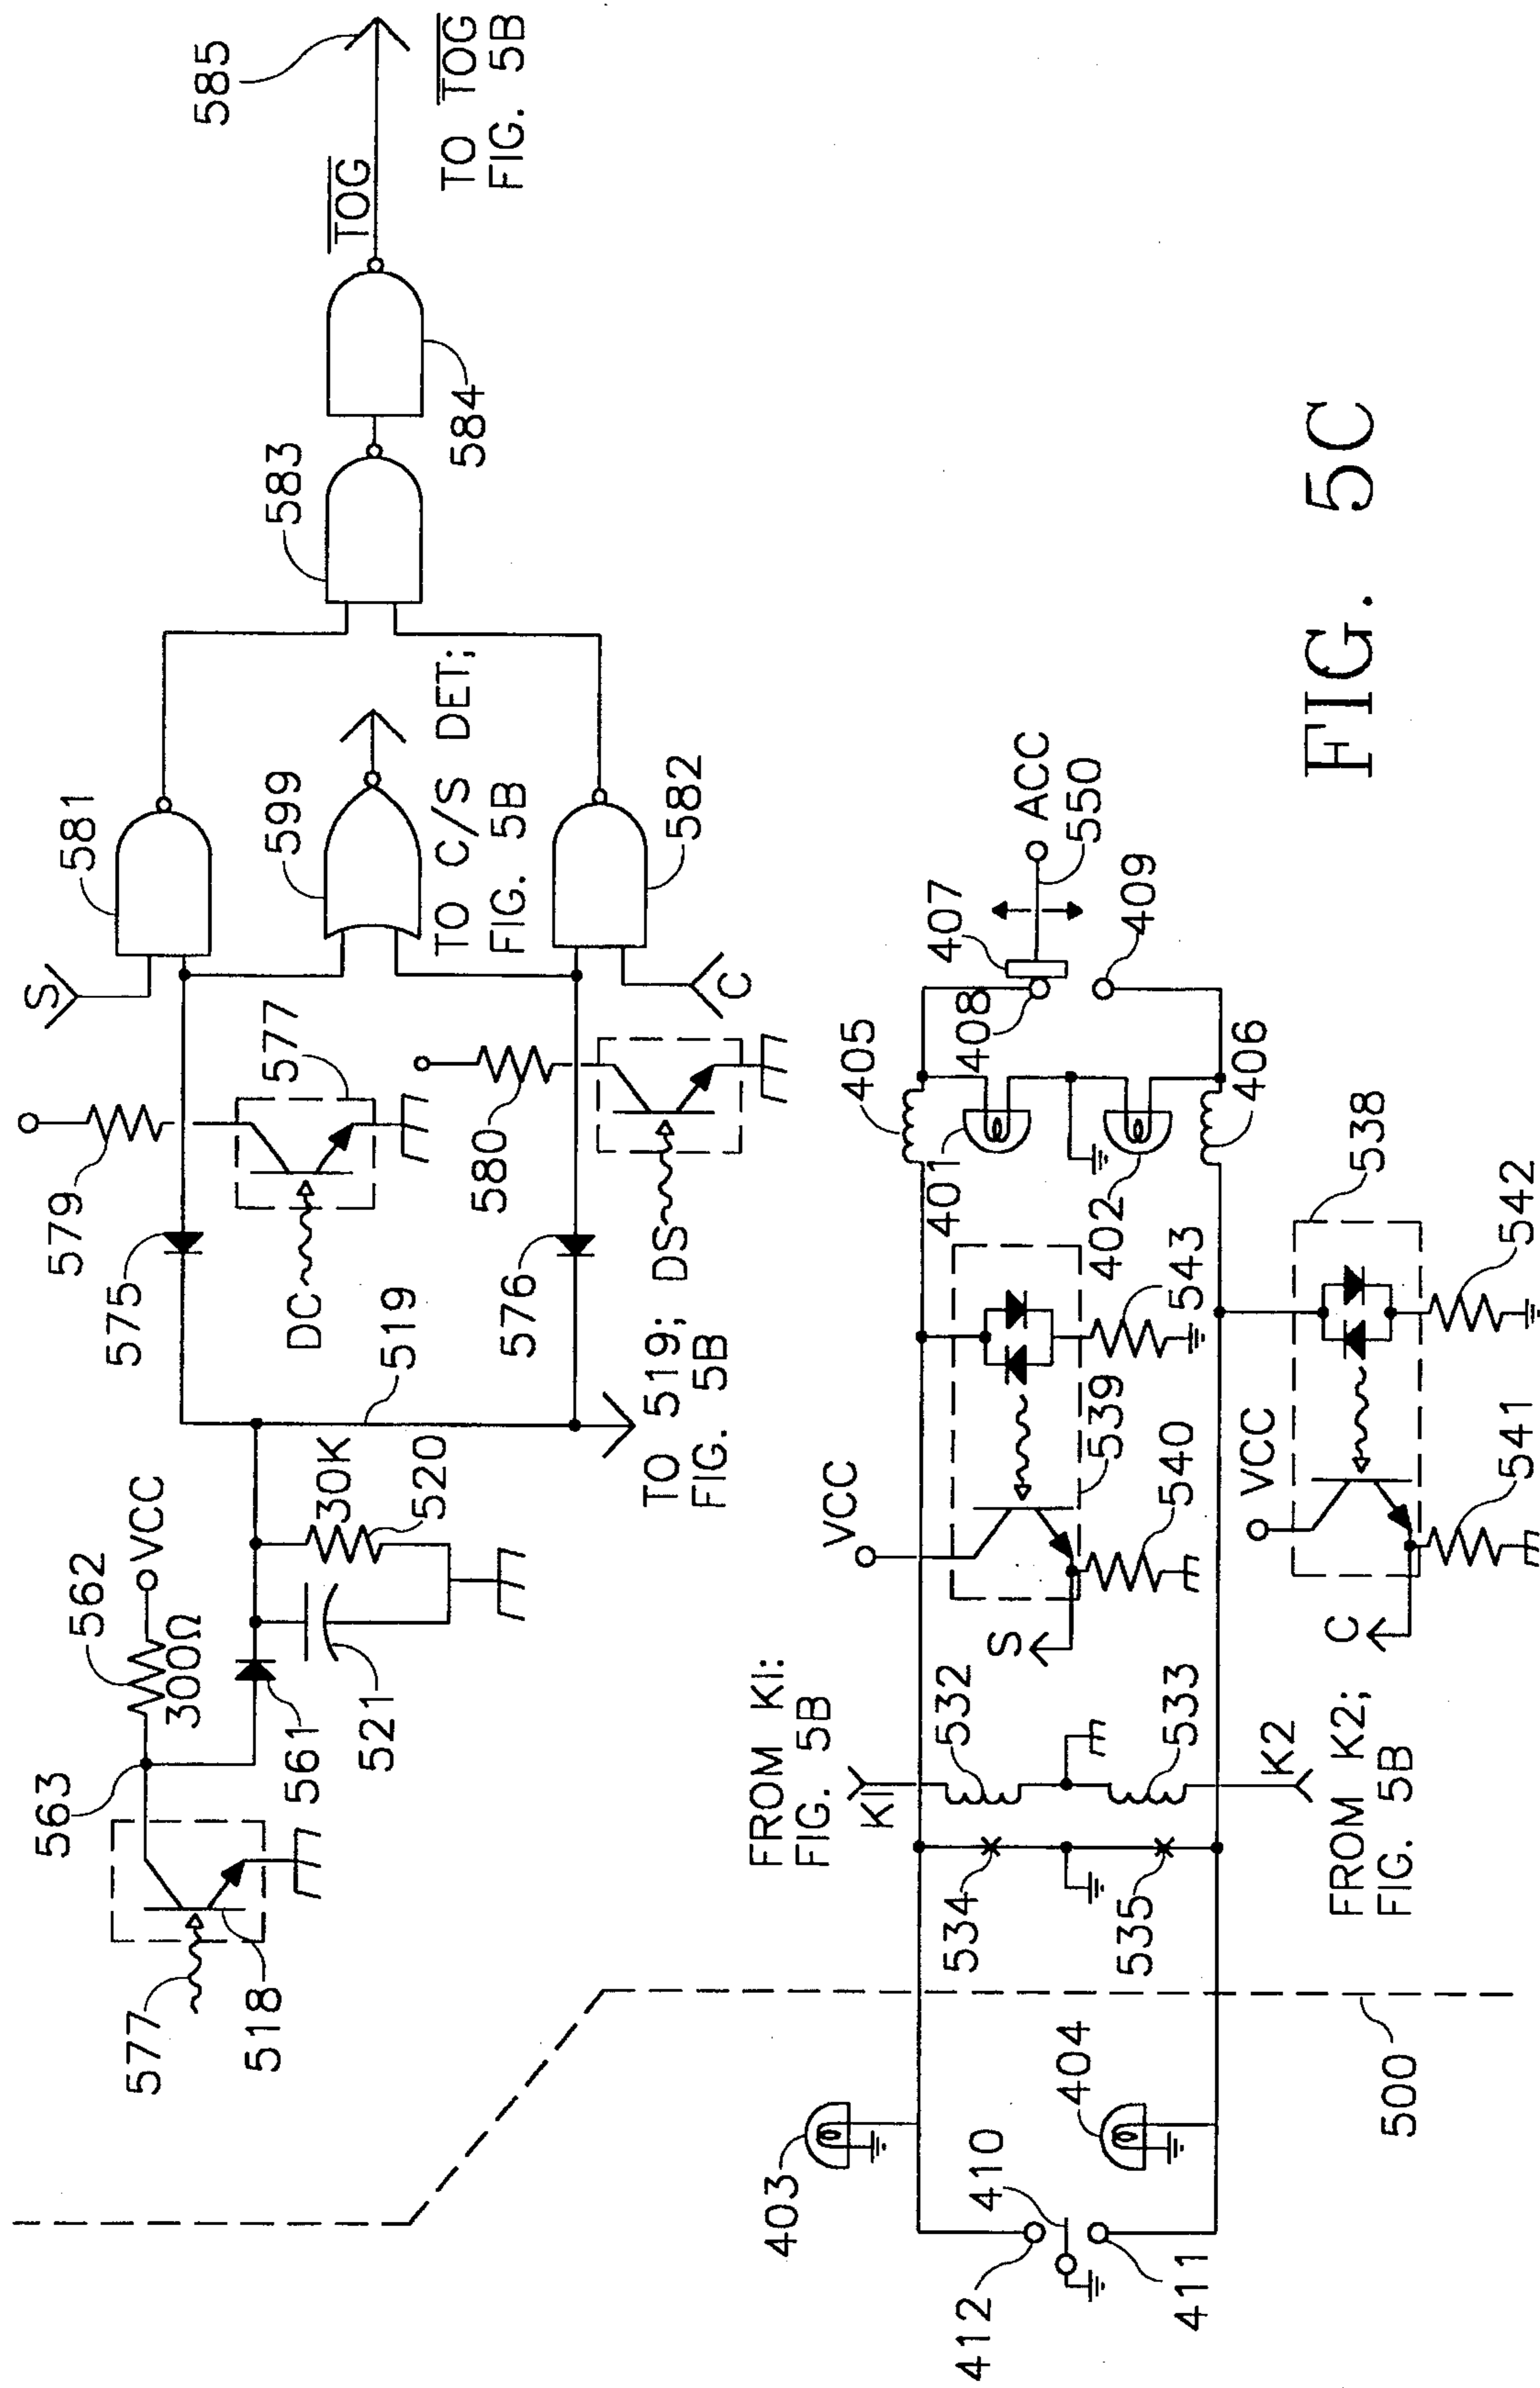 563
562
VCC
300Ω
577
518
561
521
30K
520
519
TO 519;
FIG. 5B
575
576
579
DC
577
580
DS
S
581
599
TO C/S DET;
FIG. 5B
582
C
583
584
TOG
585
TO TOG
FIG. 5B
403
412
410
404
411
500
534
535
FROM K1:
FIG. 5B
K1
532
533
K2
FROM K2;
FIG. 5B
VCC
S
539
540
543
VCC
C
538
541
542
405
401
402
406
407
408
409
ACC
550
FIG. 5C